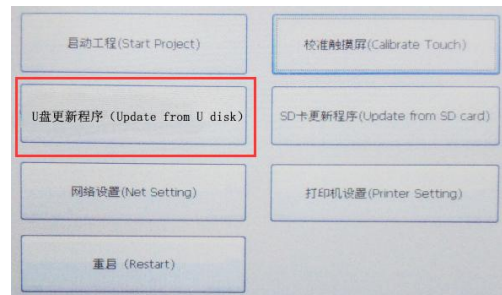 启动工程(Start Project)
校准触摸屏(Calibrate Touch)
U盘更新程序 (Update from U disk)
SD卡更新程序(Update from SD card)
网络设置(Net Setting)
打印机设置(Printer Setting)
重启 (Restart)